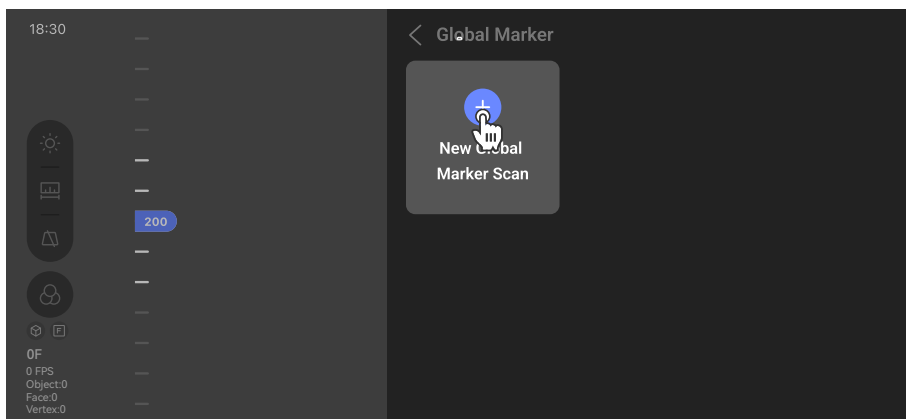 18:30
Global Marker
New Global
Marker Scan
200
F
0F
0 FPS
Object:0
Face:0
Vertex:0